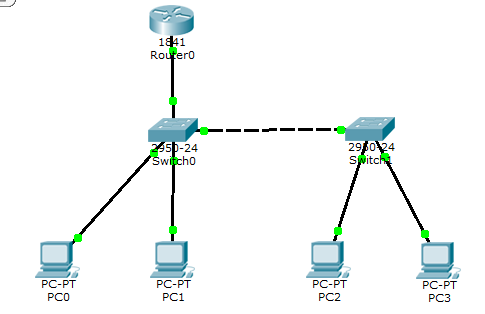 1841
Router0
2950-24
Switch0
2950-24
Switch1
PC-PT
PC0
PC-PT
PC1
PC-PT
PC2
PC-PT
PC3